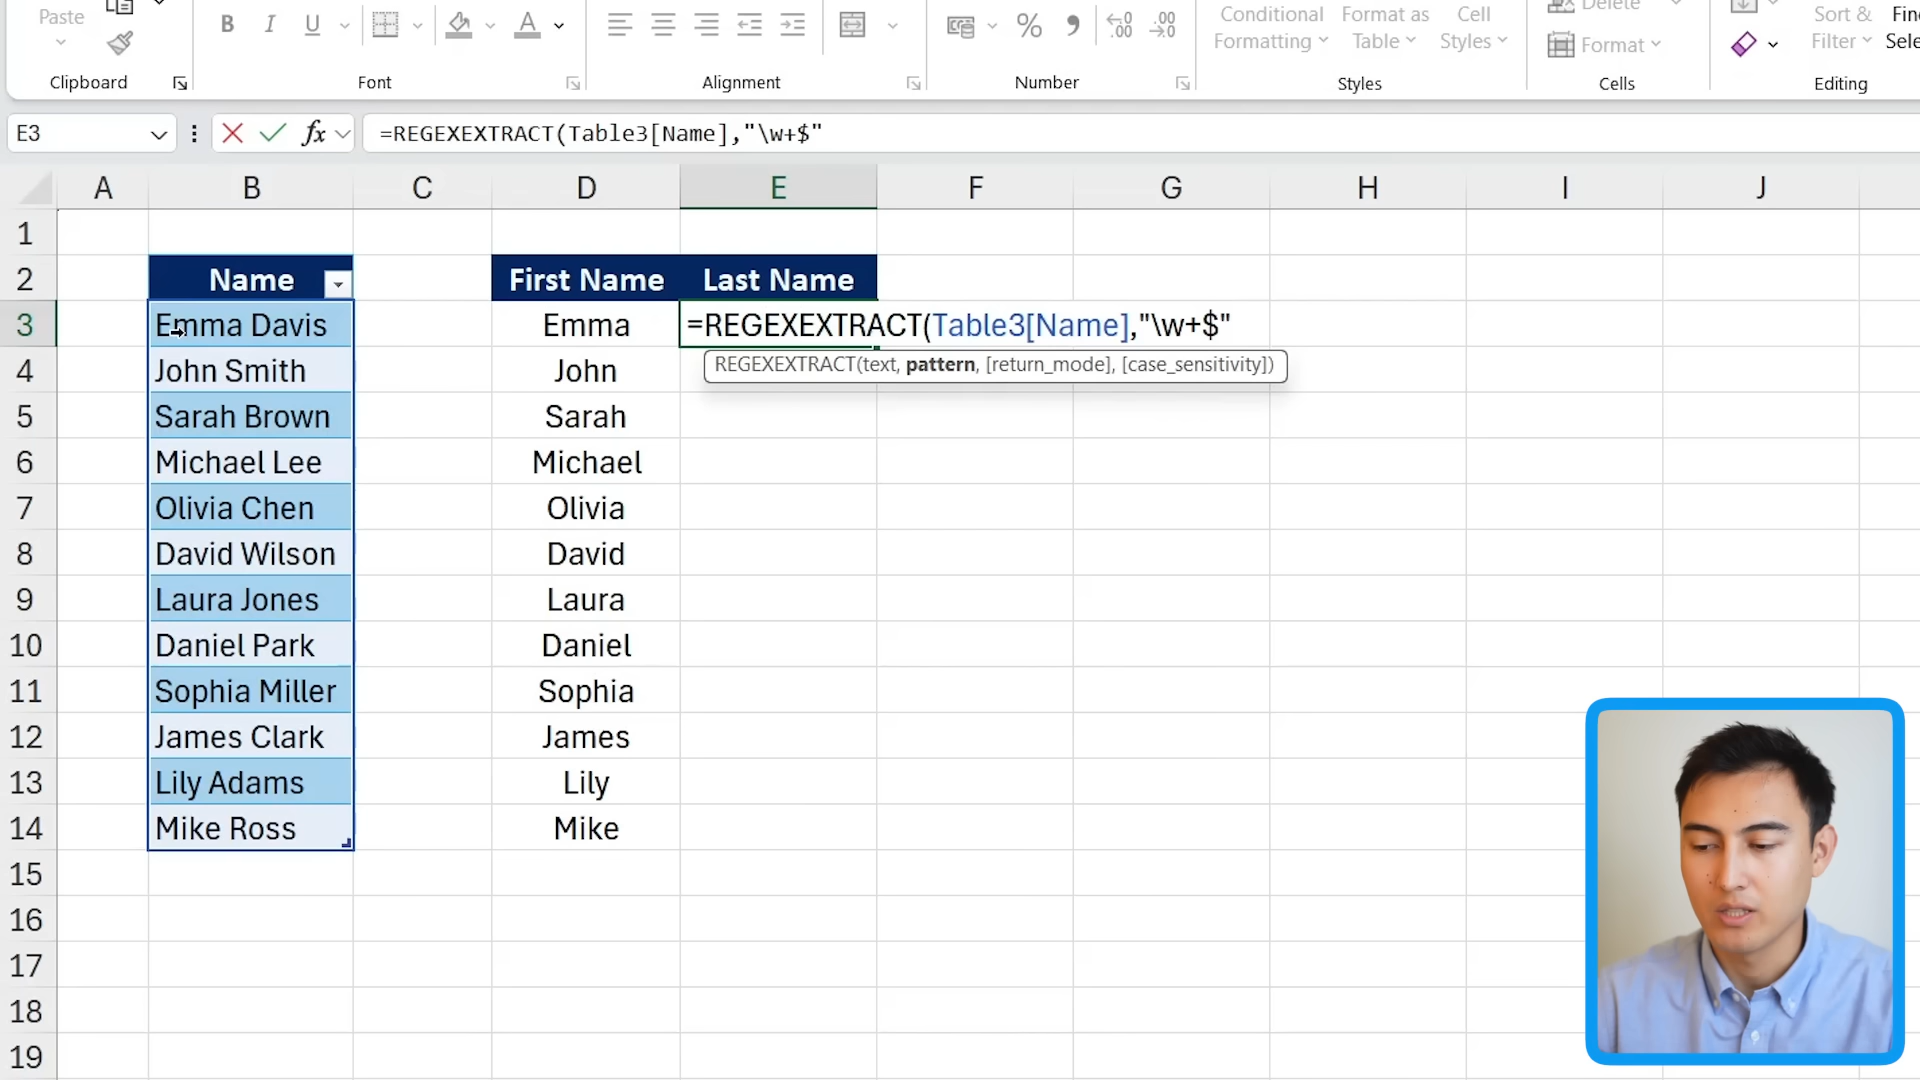 Paste
B I U
A
%
.00
.00
Conditional
Formatting
Format as
Table
Cell
Styles
Delete
Format
Sort &
Filter
Clipboard
Font
Alignment
Number
Styles
Cells
Editing
E3
fx
=REGEXEXTRACT(Table3[Name],"\w+$"
A B C D E F G H I J
1
2 Name First Name Last Name
3 Emma Davis Emma =REGEXEXTRACT(Table3[Name],"\w+$"
REGEXEXTRACT(text, pattern, [return_mode], [case_sensitivity])
4 John Smith John
5 Sarah Brown Sarah
6 Michael Lee Michael
7 Olivia Chen Olivia
8 David Wilson David
9 Laura Jones Laura
10 Daniel Park Daniel
11 Sophia Miller Sophia
12 James Clark James
13 Lily Adams Lily
14 Mike Ross Mike
15
16
17
18
19